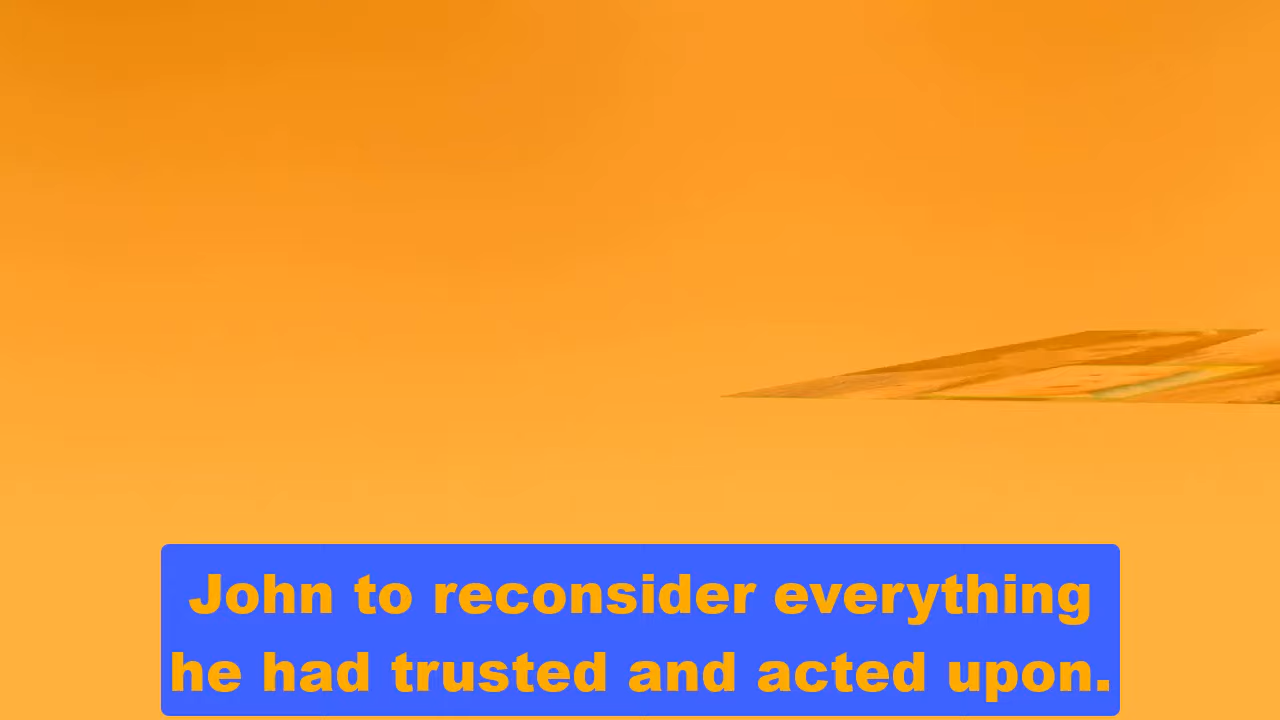 John to reconsider everything
he had trusted and acted upon.